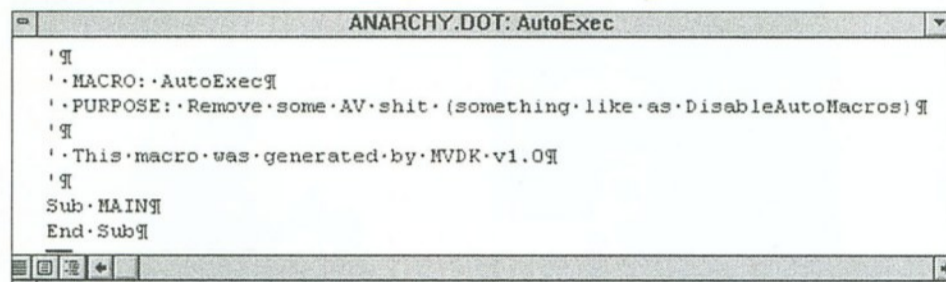 ANARCHY.DOT: AutoExec
'¶
'·MACRO:·AutoExec¶
'·PURPOSE:·Remove·some·AV·shit·(something·like·as·DisableAutoMacros)¶
'¶
'·This·macro·was·generated·by·MVDK·v1.0¶
'¶
Sub·MAIN¶
End·Sub¶